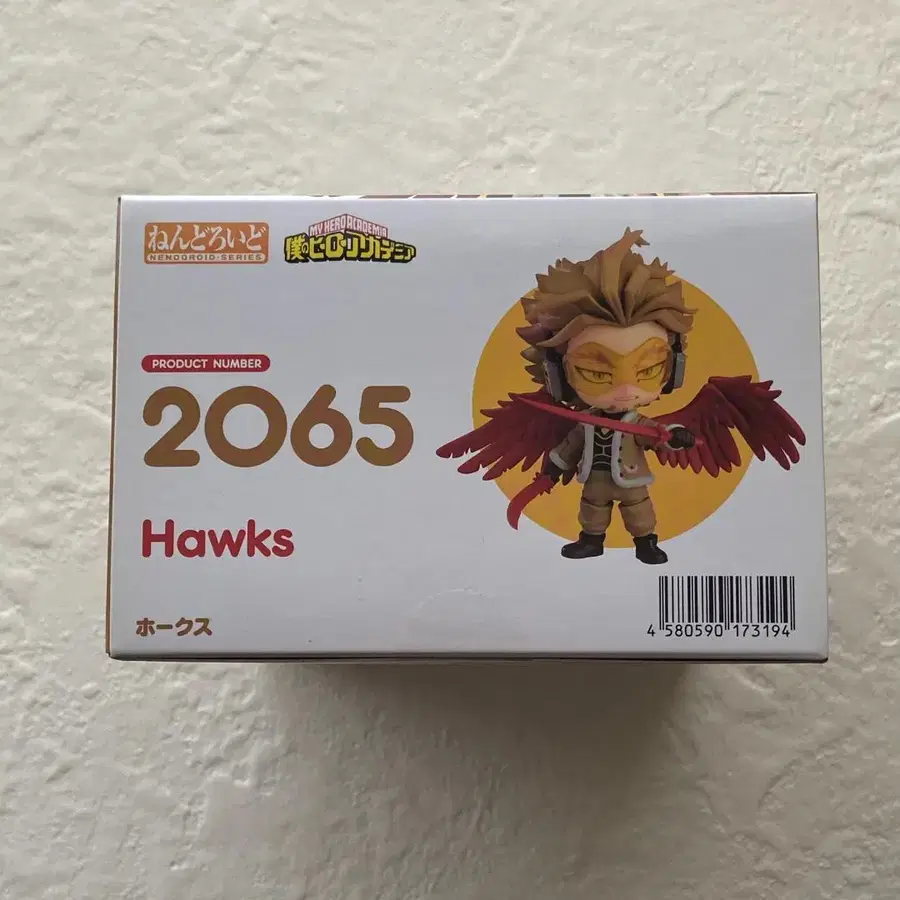 ねんどろいど
NENDOROID·SERIES
MY HERO ACADEMIA
僕のヒーローアカデミア
PRODUCT NUMBER
2065
Hawks
ホークス
4 580590 173194